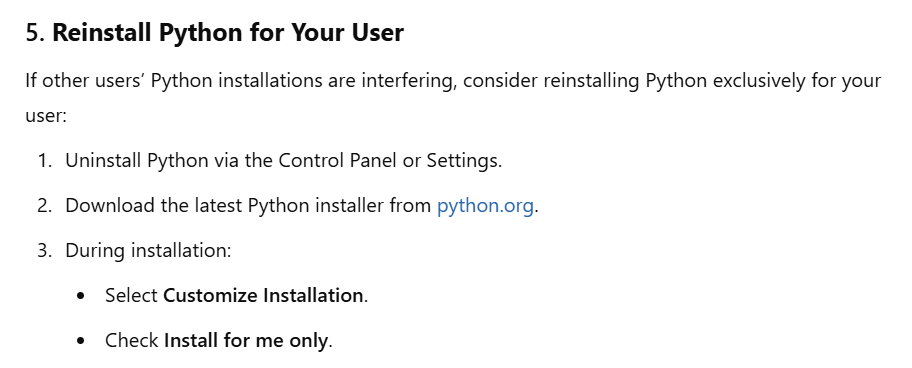 5. Reinstall Python for Your User
If other users’ Python installations are interfering, consider reinstalling Python exclusively for your
user:
1. Uninstall Python via the Control Panel or Settings.
2. Download the latest Python installer from python.org.
3. During installation:
• Select Customize Installation.
• Check Install for me only.